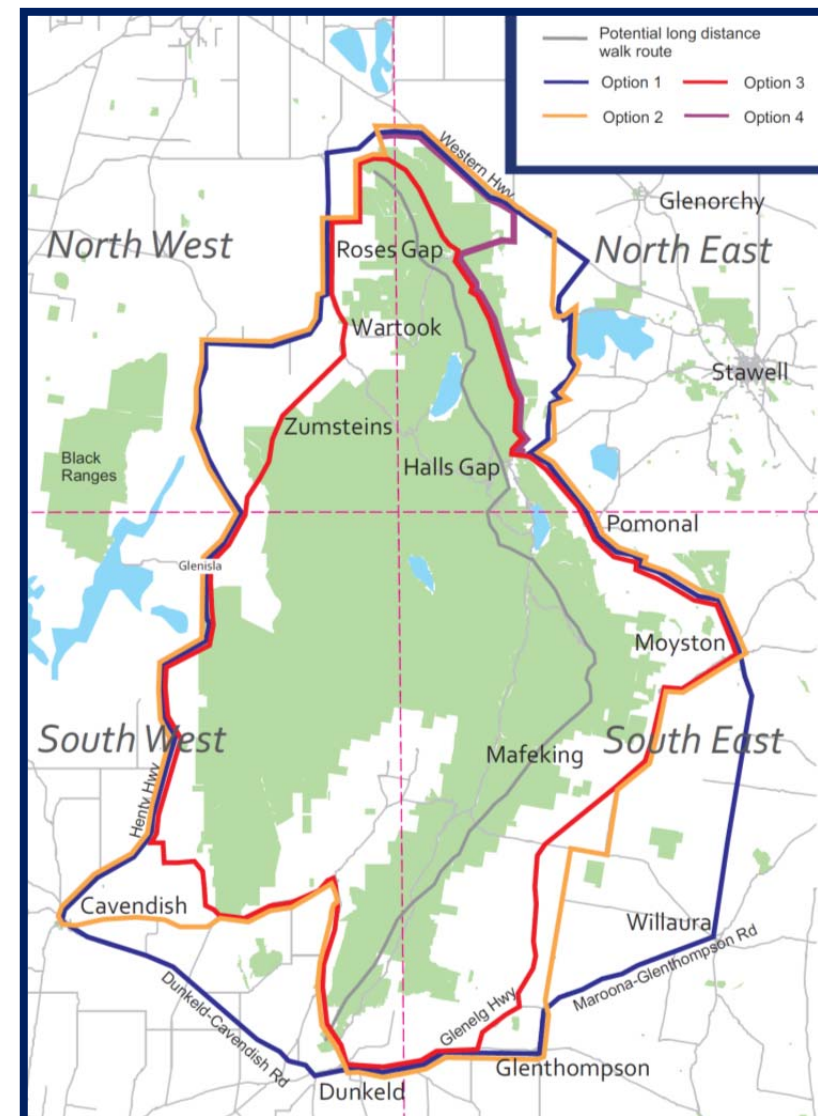 Potential long distance
walk route
Option 1
Option 3
Option 2
Option 4
Western Hwy
Glenorchy
North West
Roses Gap
North East
Wartook
Stawell
Zumsteins
Black
Ranges
Halls Gap
Pomonal
Glenisla
Moyston
South West
Mafeking
South East
Henty Hwy
Cavendish
Willaura
Maroona-Glenthompson Rd
Dunkeld-Cavendish Rd
Glenelg Hwy
Glenthompson
Dunkeld